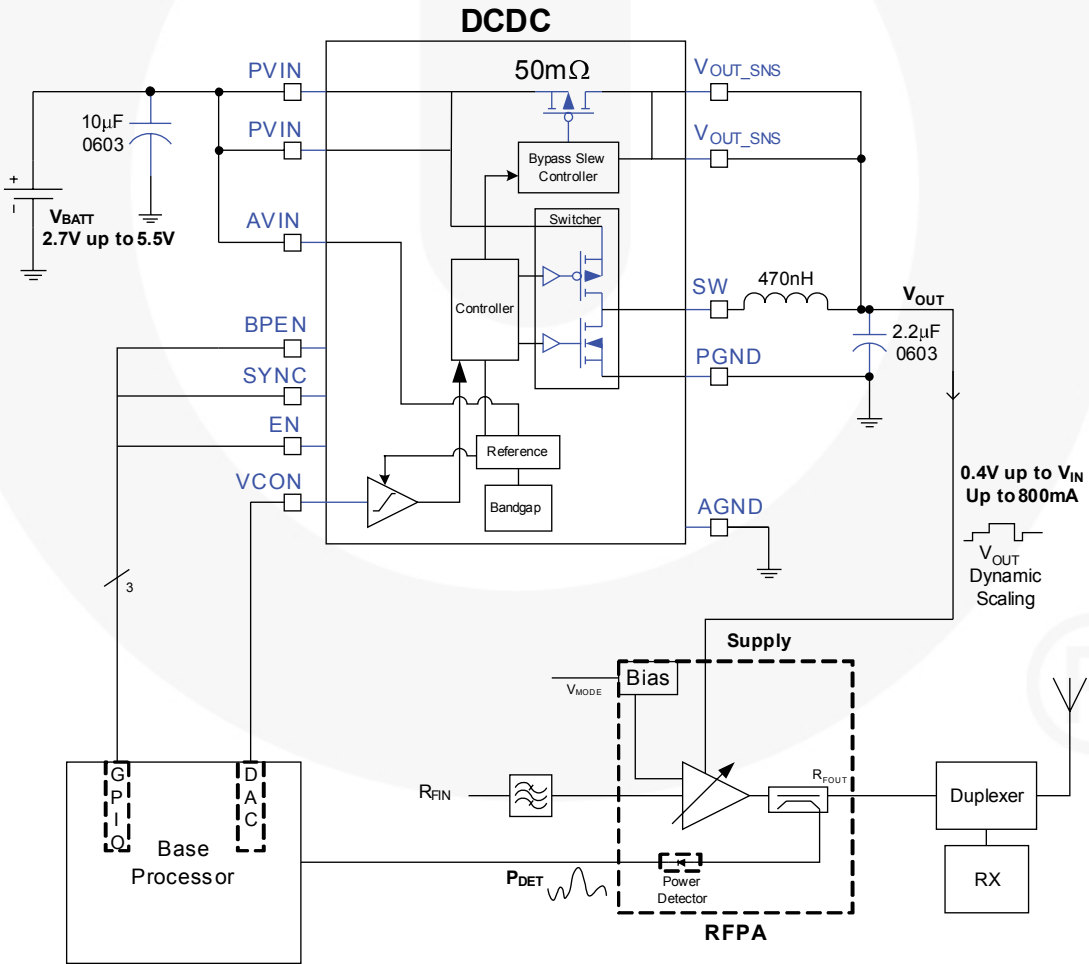 DCDC
PVIN
PVIN
AVIN
BPEN
SYNC
EN
VCON
10µF
0603
+
–
VBATT
2.7V up to 5.5V
50mΩ
Bypass Slew
Controller
Switcher
Controller
Reference
Bandgap
VOUT_SNS
VOUT_SNS
SW
470nH
VOUT
PGND
2.2µF
0603
AGND
0.4V up to VIN
Up to 800mA
VOUT
Dynamic
Scaling
3
Supply
Bias
VMODE
RFIN
RFOUT
Duplexer
RX
GPIO
DAC
Base
Processor
PDET
Power
Detector
RFPA